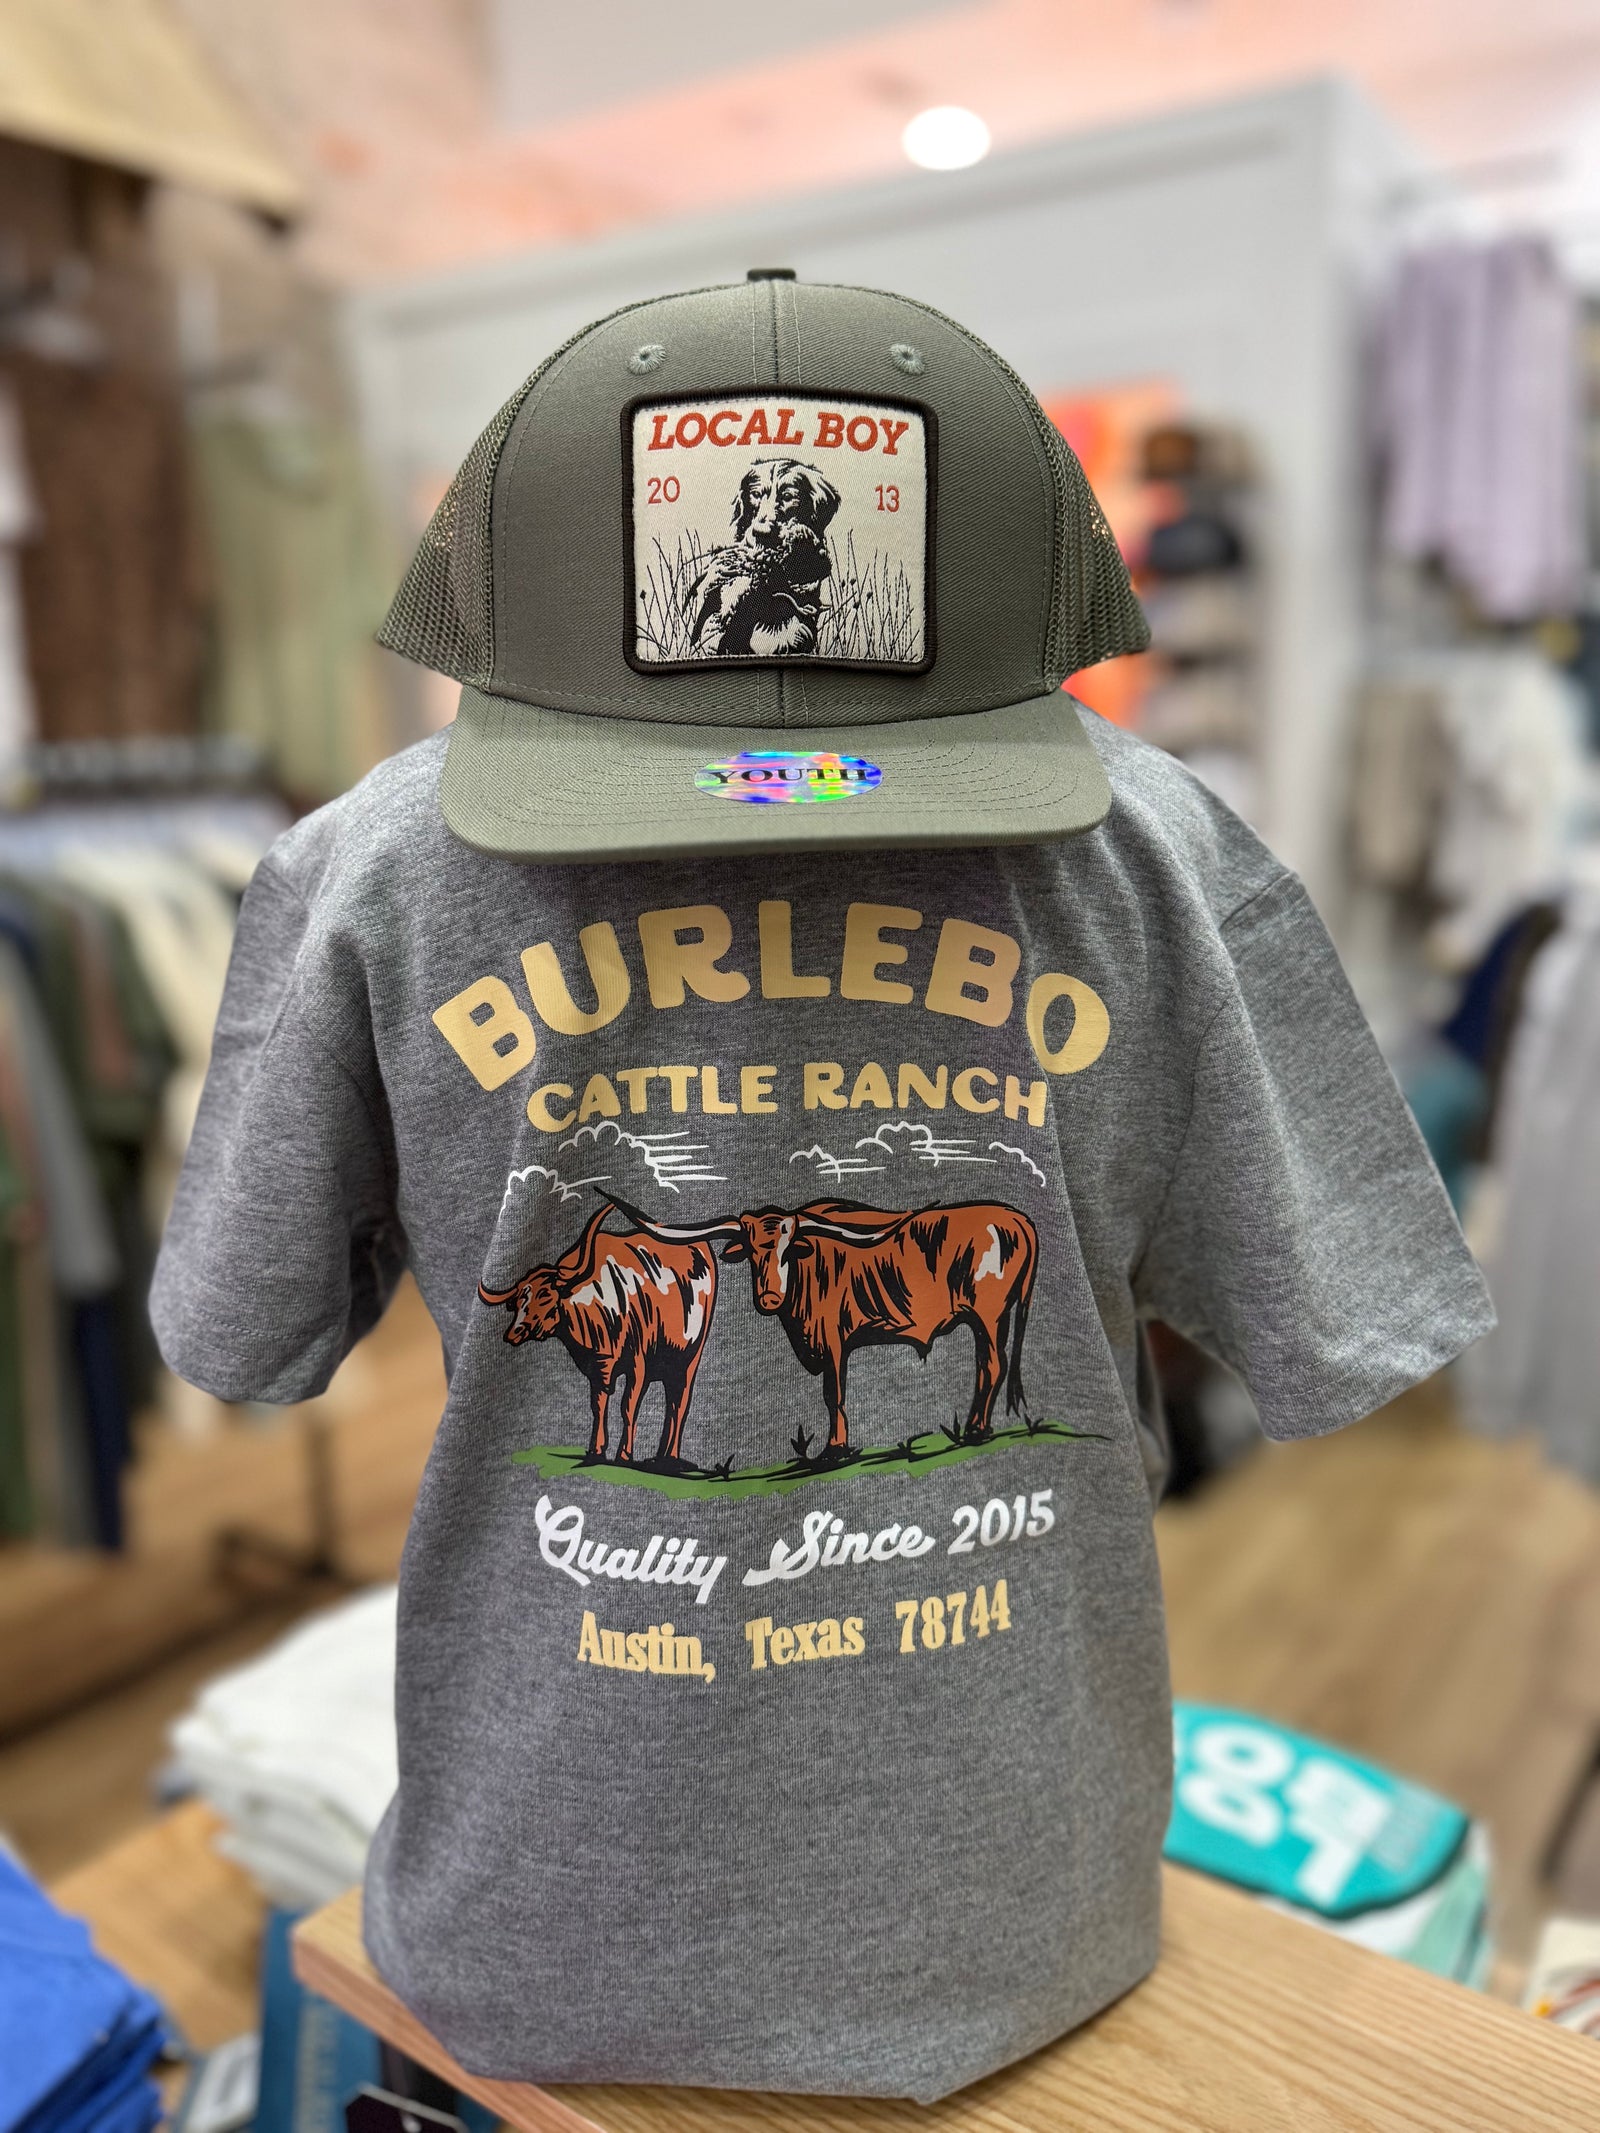 LOCAL BOY
20 13
YOUTH
BURLEBO
CATTLE RANCH
Quality Since 2015
Austin, Texas 78744